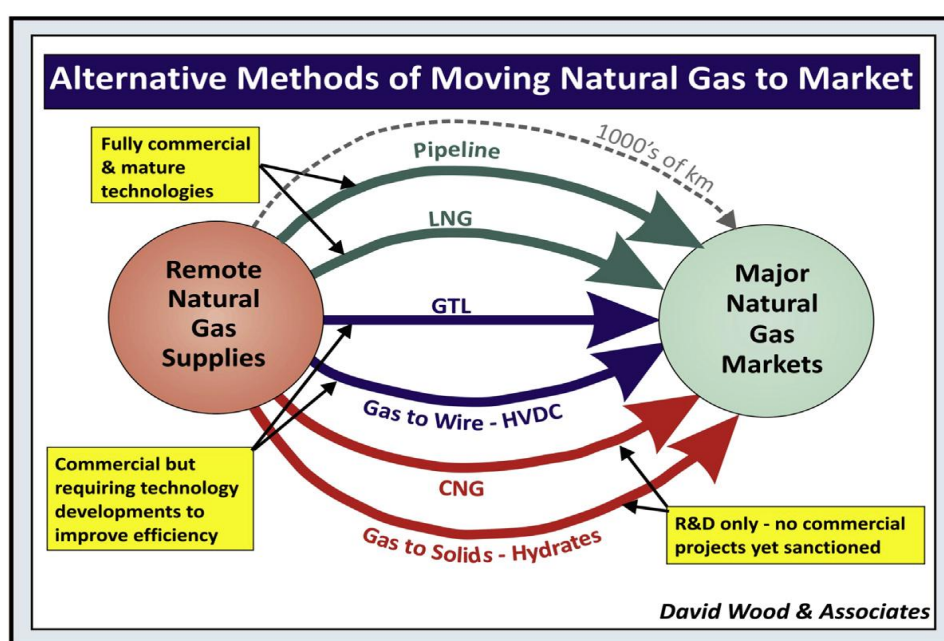 Alternative Methods of Moving Natural Gas to Market
Fully commercial
& mature
technologies
1000's of km
Pipeline
LNG
Remote
Natural
Gas
Supplies
Major
Natural
Gas
Markets
GTL
Gas to Wire - HVDC
CNG
Gas to Solids - Hydrates
Commercial but
requiring technology
developments to
improve efficiency
R&D only - no commercial
projects yet sanctioned
David Wood & Associates